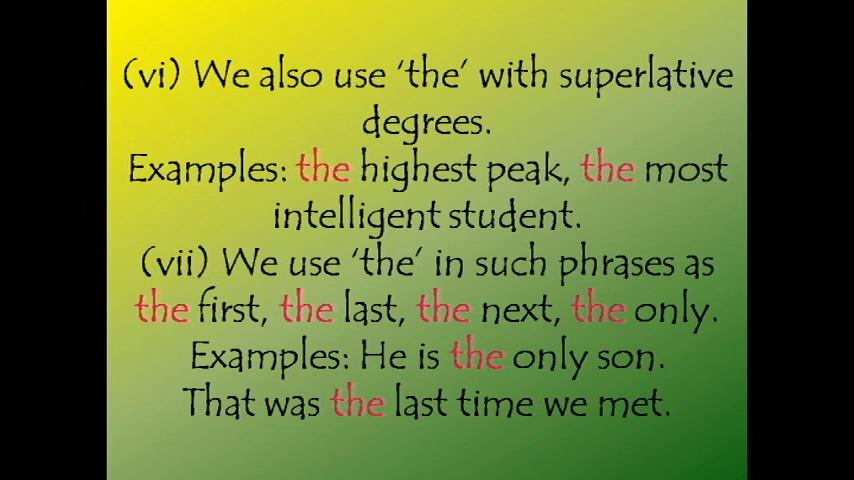 (vi) We also use ‘the’ with superlative
degrees.
Examples: the highest peak, the most
intelligent student.
(vii) We use ‘the’ in such phrases as
the first, the last, the next, the only.
Examples: He is the only son.
That was the last time we met.